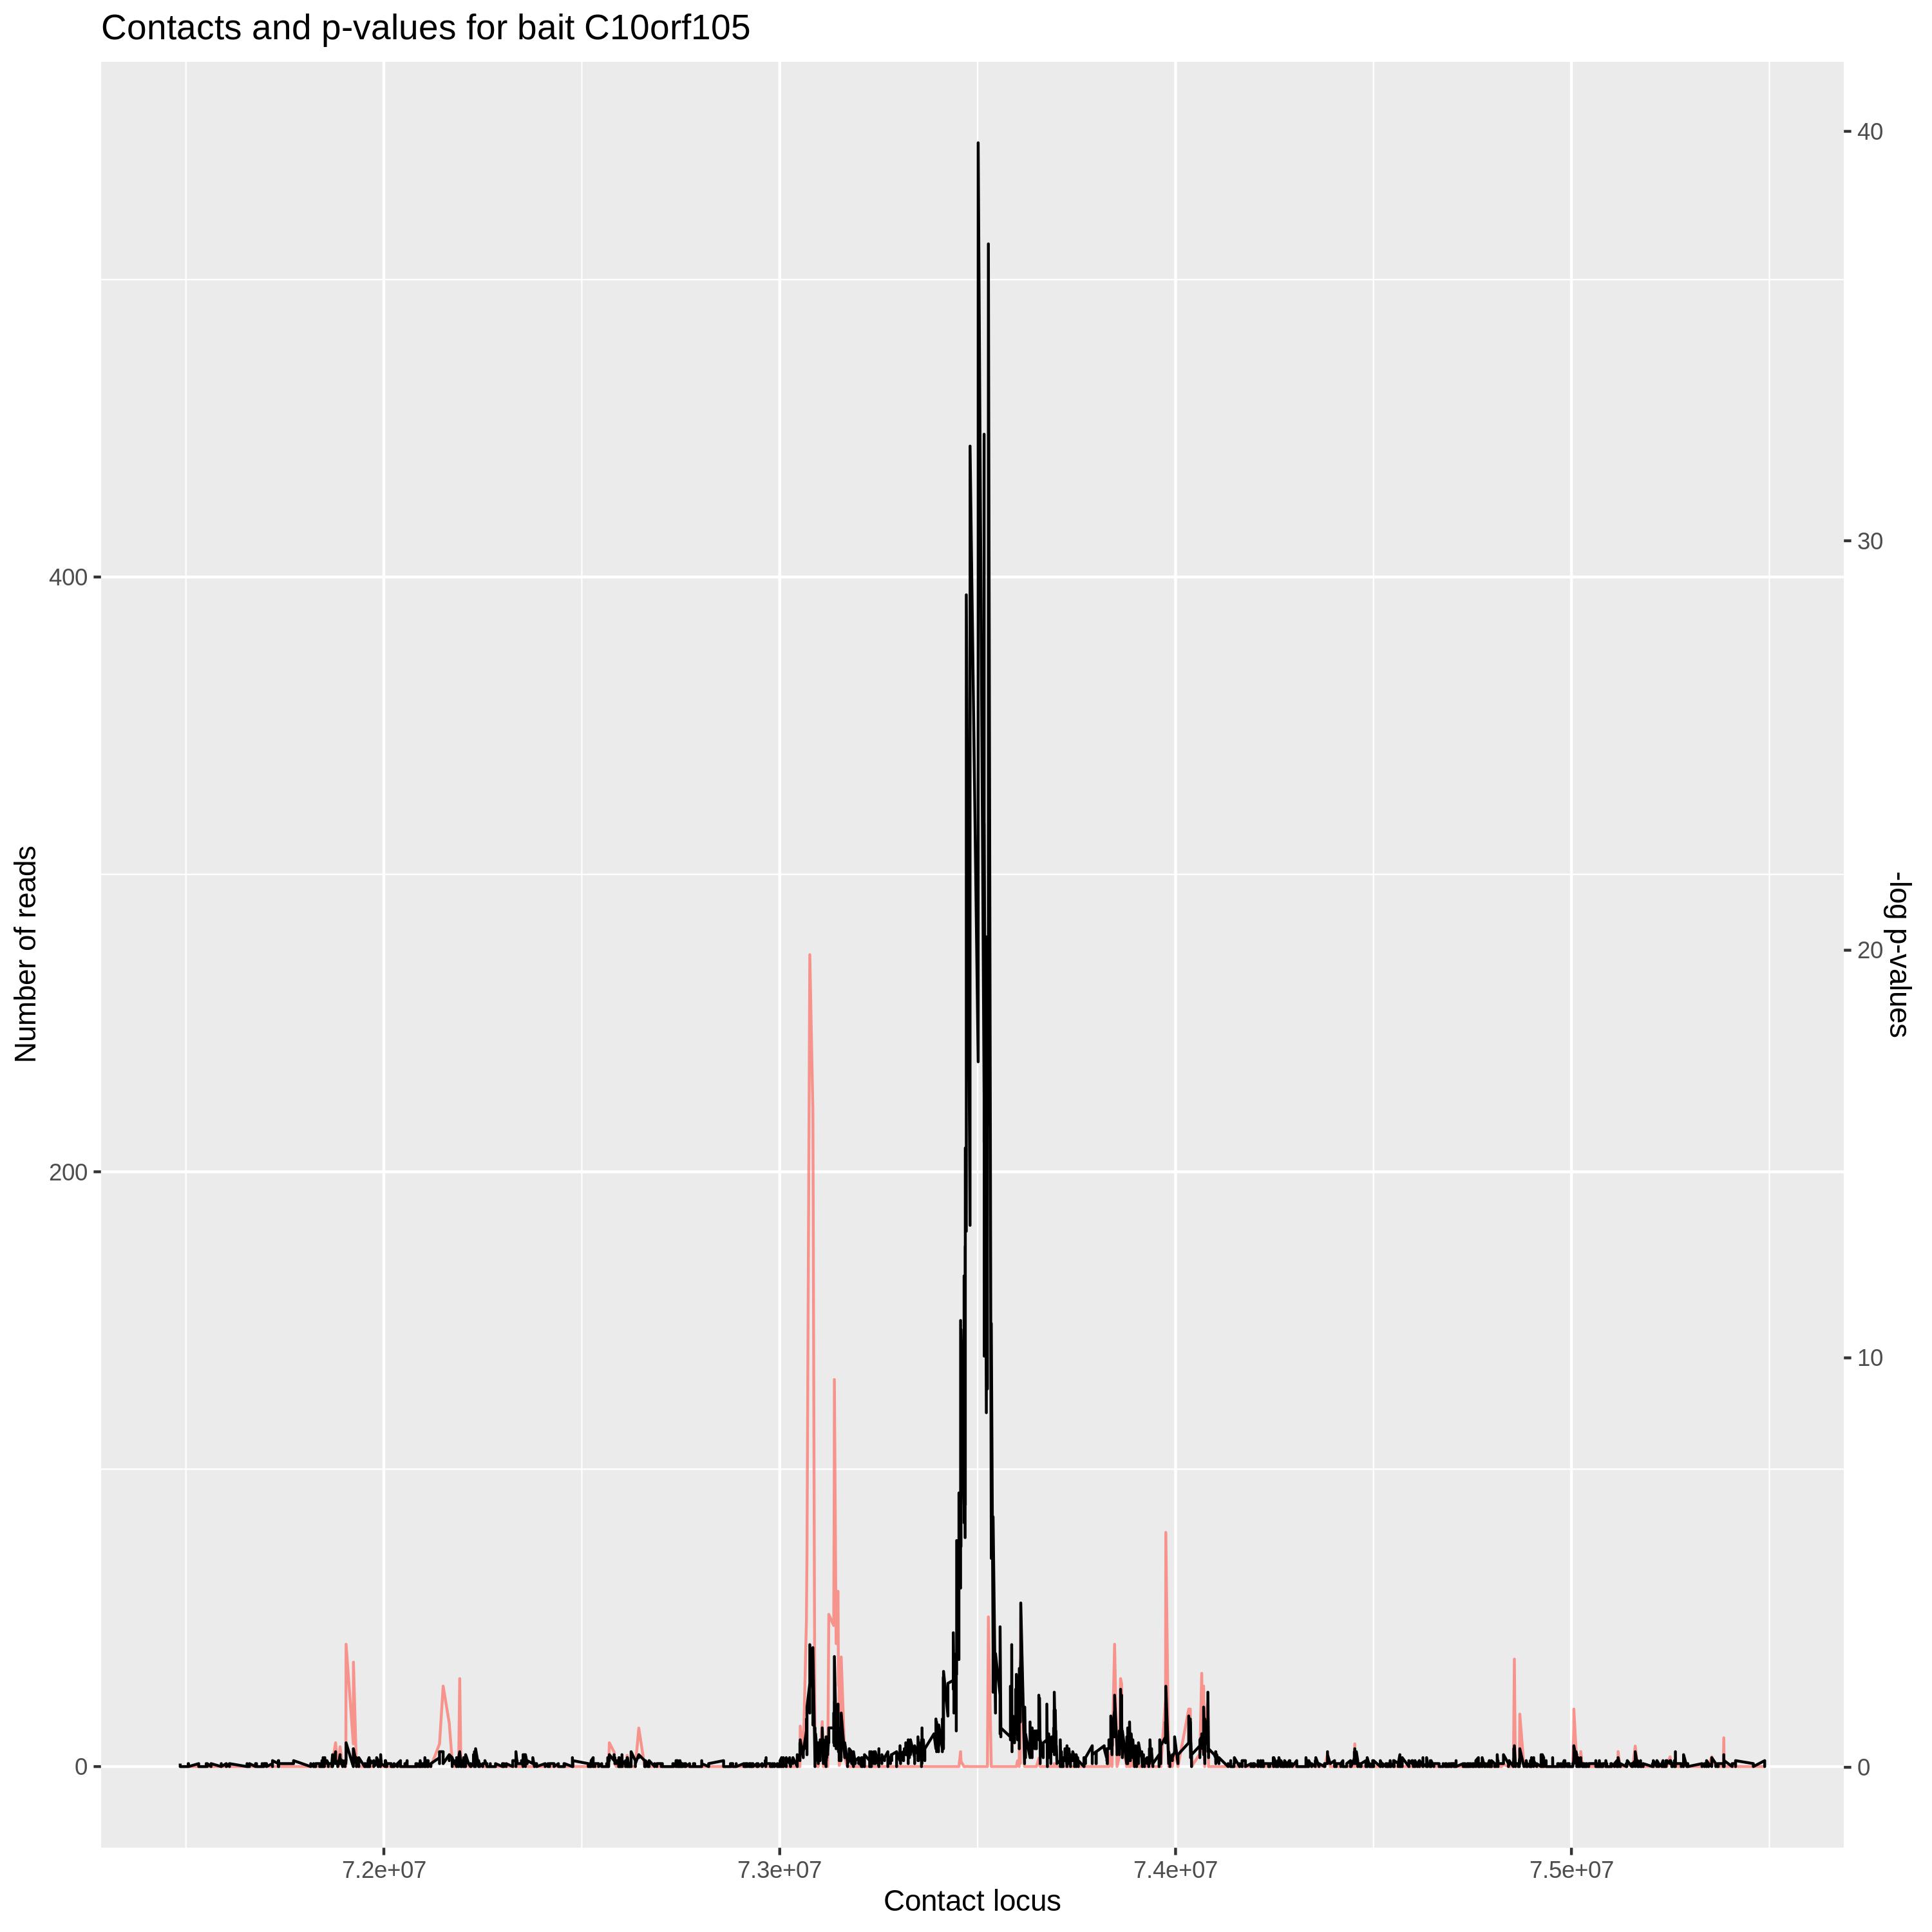 Contacts and p-values for bait C10orf105
Number of reads
400
200
0
40
30
20
10
0
-log p-values
7.2e+07
7.3e+07
7.4e+07
7.5e+07
Contact locus